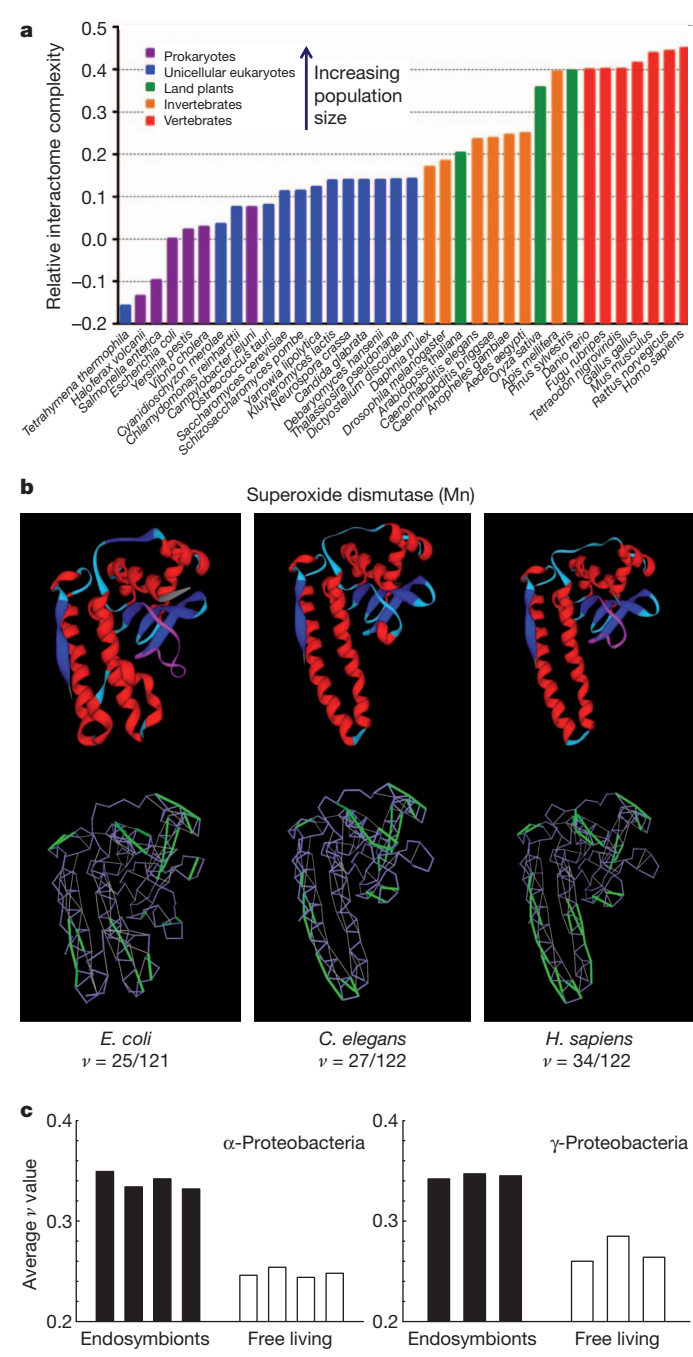 a
Relative interactome complexity
0.5
0.4
0.3
0.2
0.1
0.0
–0.1
–0.2
Prokaryotes
Unicellular eukaryotes
Land plants
Invertebrates
Vertebrates
Increasing
population
size
Tetrahymena thermophila
Haloferax volcanii
Salmonella enterica
Escherichia coli
Yersinia pestis
Vibrio cholera
Cyanidioschyzon merolae
Chlamydomonas reinhardtii
Campylobacter jejuni
Ostreococcus tauri
Saccharomyces cerevisiae
Schizosaccharomyces pombe
Yarrowia lipolytica
Kluyveromyces lactis
Neurospora crassa
Candida glabrata
Debaryomyces hansenii
Thalassiosira pseudonana
Dictyostelium discoideum
Daphnia pulex
Drosophila melanogaster
Arabidopsis thaliana
Caenorhabditis elegans
Caenorhabditis briggsae
Anopheles gambiae
Aedes aegypti
Oryza sativa
Apis mellifera
Pinus sylvestris
Danio rerio
Fugu rubripes
Tetraodon nigroviridis
Gallus gallus
Mus musculus
Ratus norvegicus
Homo sapiens
b
Superoxide dismutase (Mn)
E. coli
ν = 25/121
C. elegans
ν = 27/122
H. sapiens
ν = 34/122
c
Average ν value
0.4
0.3
0.2
α-Proteobacteria
Endosymbionts
Free living
0.4
0.3
0.2
γ-Proteobacteria
Endosymbionts
Free living